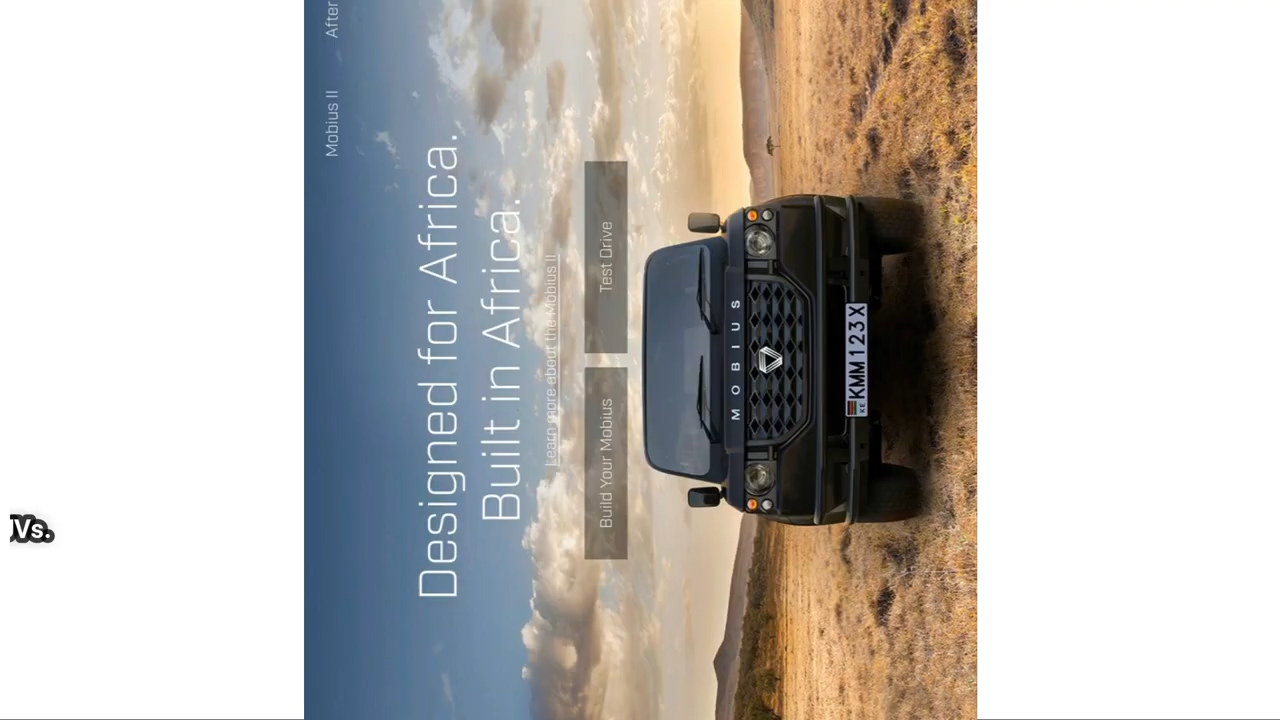 Mobius II
After
Designed for Africa.
Built in Africa.
Learn more about the Mobius II
Build Your Mobius
Test Drive
MOBIUS
KE
KMM 123X
Vs.